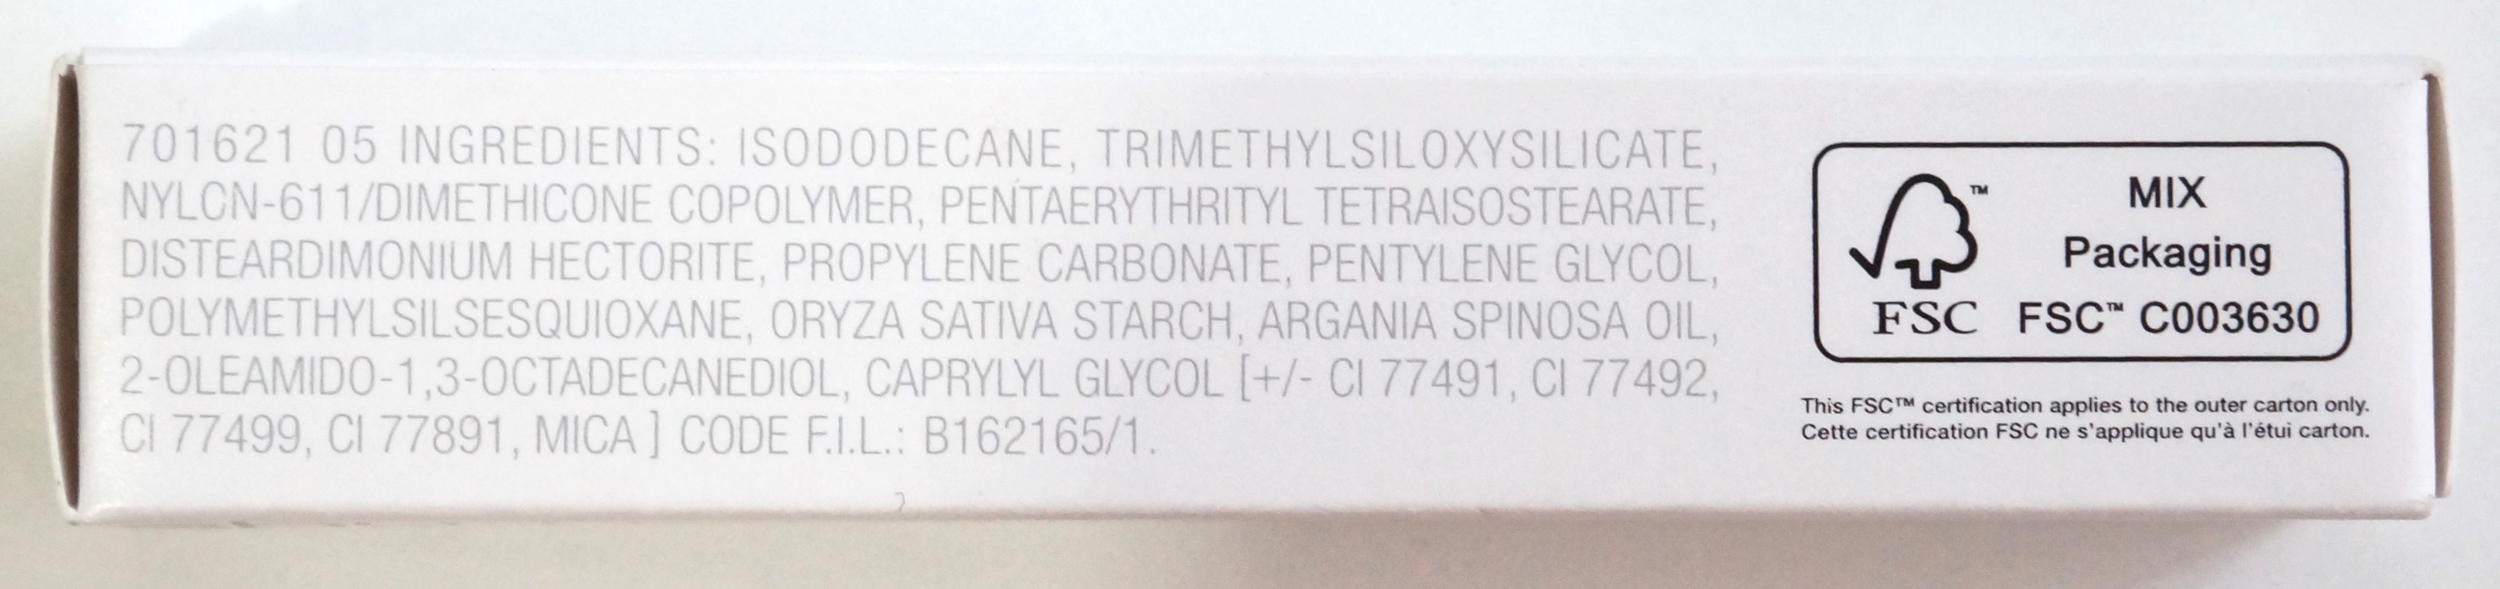 701621 05 INGREDIENTS: ISODODECANE, TRIMETHYLSILOXYSILICATE,
NYLCN-611/DIMETHICONE COPOLYMER, PENTAERYTHRITYL TETRAISOSTEARATE,
DISTEARDIMONIUM HECTORITE, PROPYLENE CARBONATE, PENTYLENE GLYCOL,
POLYMETHYLSILSESQUIOXANE, ORYZA SATIVA STARCH, ARGANIA SPINOSA OIL,
2-OLEAMIDO-1,3-OCTADECANEDIOL, CAPRYLYL GLYCOL [+/- CI 77491, CI 77492,
CI 77499, CI 77891, MICA ] CODE F.I.L.: B162165/1.
™
FSC
MIX
Packaging
FSC™ C003630
This FSC™ certification applies to the outer carton only.
Cette certification FSC ne s'applique qu'à l'étui carton.